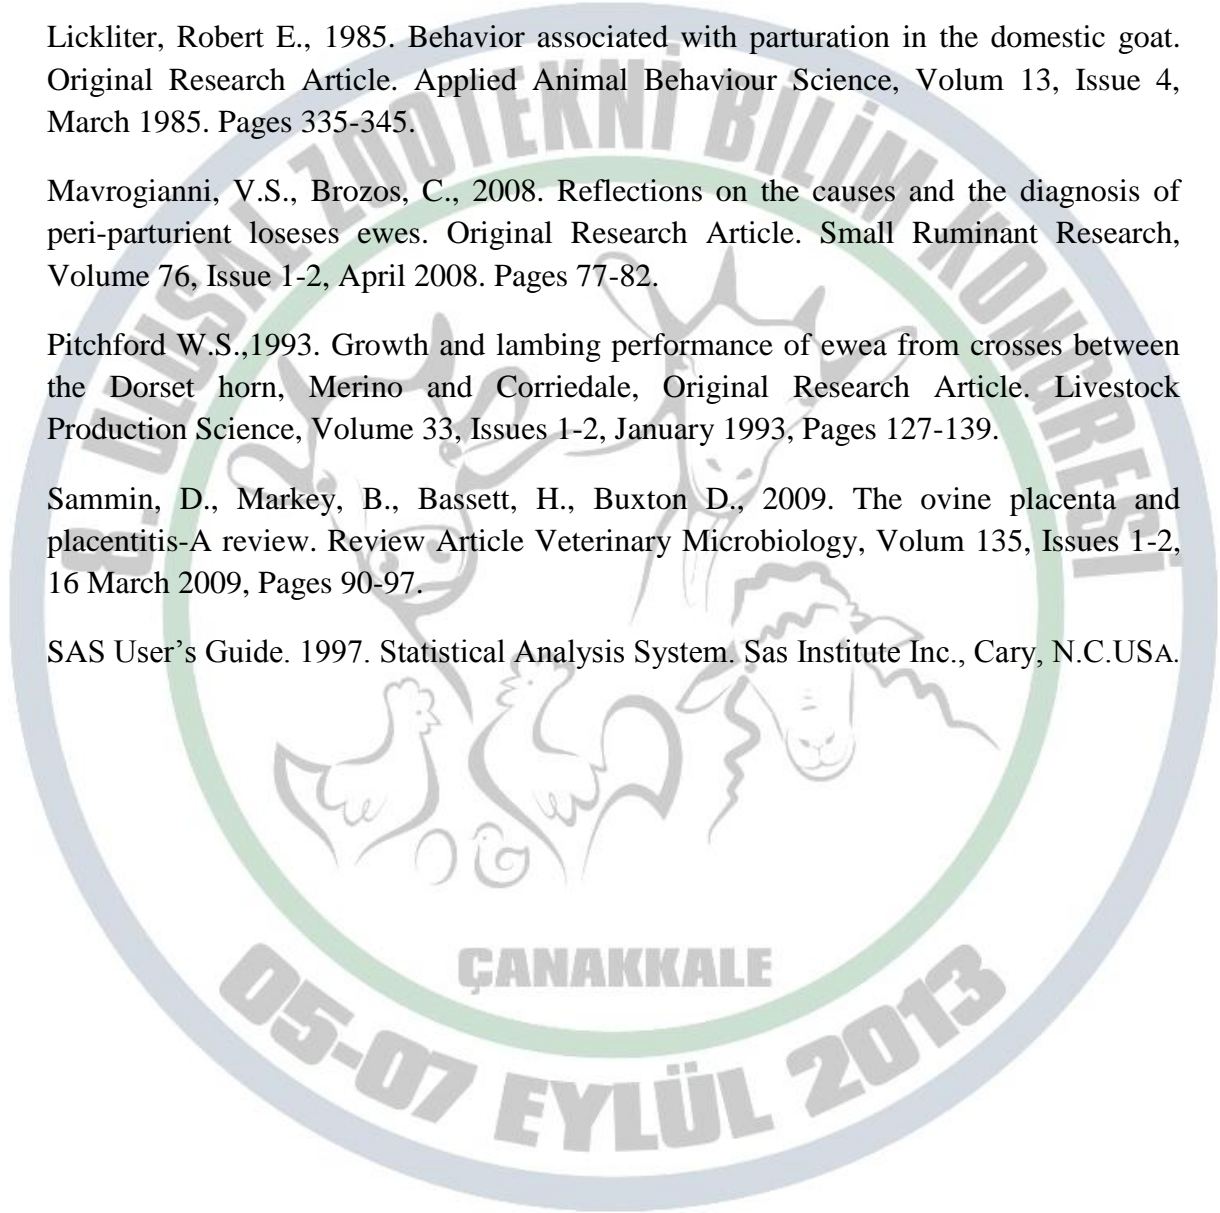 Lickliter, Robert E., 1985. Behavior associated with parturation in the domestic goat.
Original Research Article. Applied Animal Behaviour Science, Volum 13, Issue 4,
March 1985. Pages 335-345.
Mavrogianni, V.S., Brozos, C., 2008. Reflections on the causes and the diagnosis of
peri-parturient loseses ewes. Original Research Article. Small Ruminant Research,
Volume 76, Issue 1-2, April 2008. Pages 77-82.
Pitchford W.S.,1993. Growth and lambing performance of ewea from crosses between
the Dorset horn, Merino and Corriedale, Original Research Article. Livestock
Production Science, Volume 33, Issues 1-2, January 1993, Pages 127-139.
Sammin, D., Markey, B., Bassett, H., Buxton D., 2009. The ovine placenta and
placentitis-A review. Review Article Veterinary Microbiology, Volum 135, Issues 1-2,
16 March 2009, Pages 90-97.
SAS User’s Guide. 1997. Statistical Analysis System. Sas Institute Inc., Cary, N.C.USA.
8. ULUSAL ZOOTEKNİ BİLİM KONGRESİ
ÇANAKKALE
05-07 EYLÜL 2013